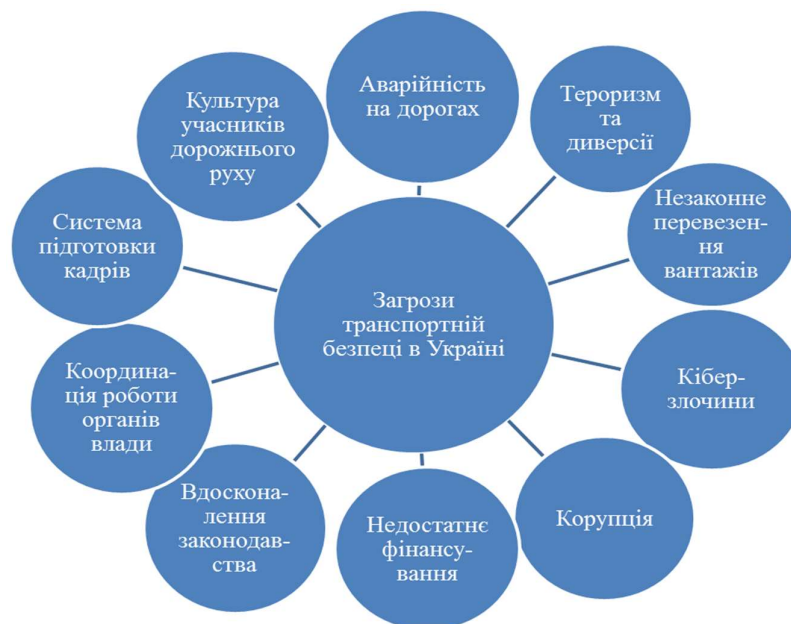 Аварійність
на дорогах
Тероризм
та
диверсії
Незаконне
перевезен-
ня
вантажів
Кібер-
злочини
Корупція
Недостатнє
фінансу-
вання
Вдоскона-
лення
законодав-
ства
Координа-
ція роботи
органів
влади
Система
підготовки
кадрів
Культура
учасників
дорожнього
руху
Загрози
транспортній
безпеці в Україні